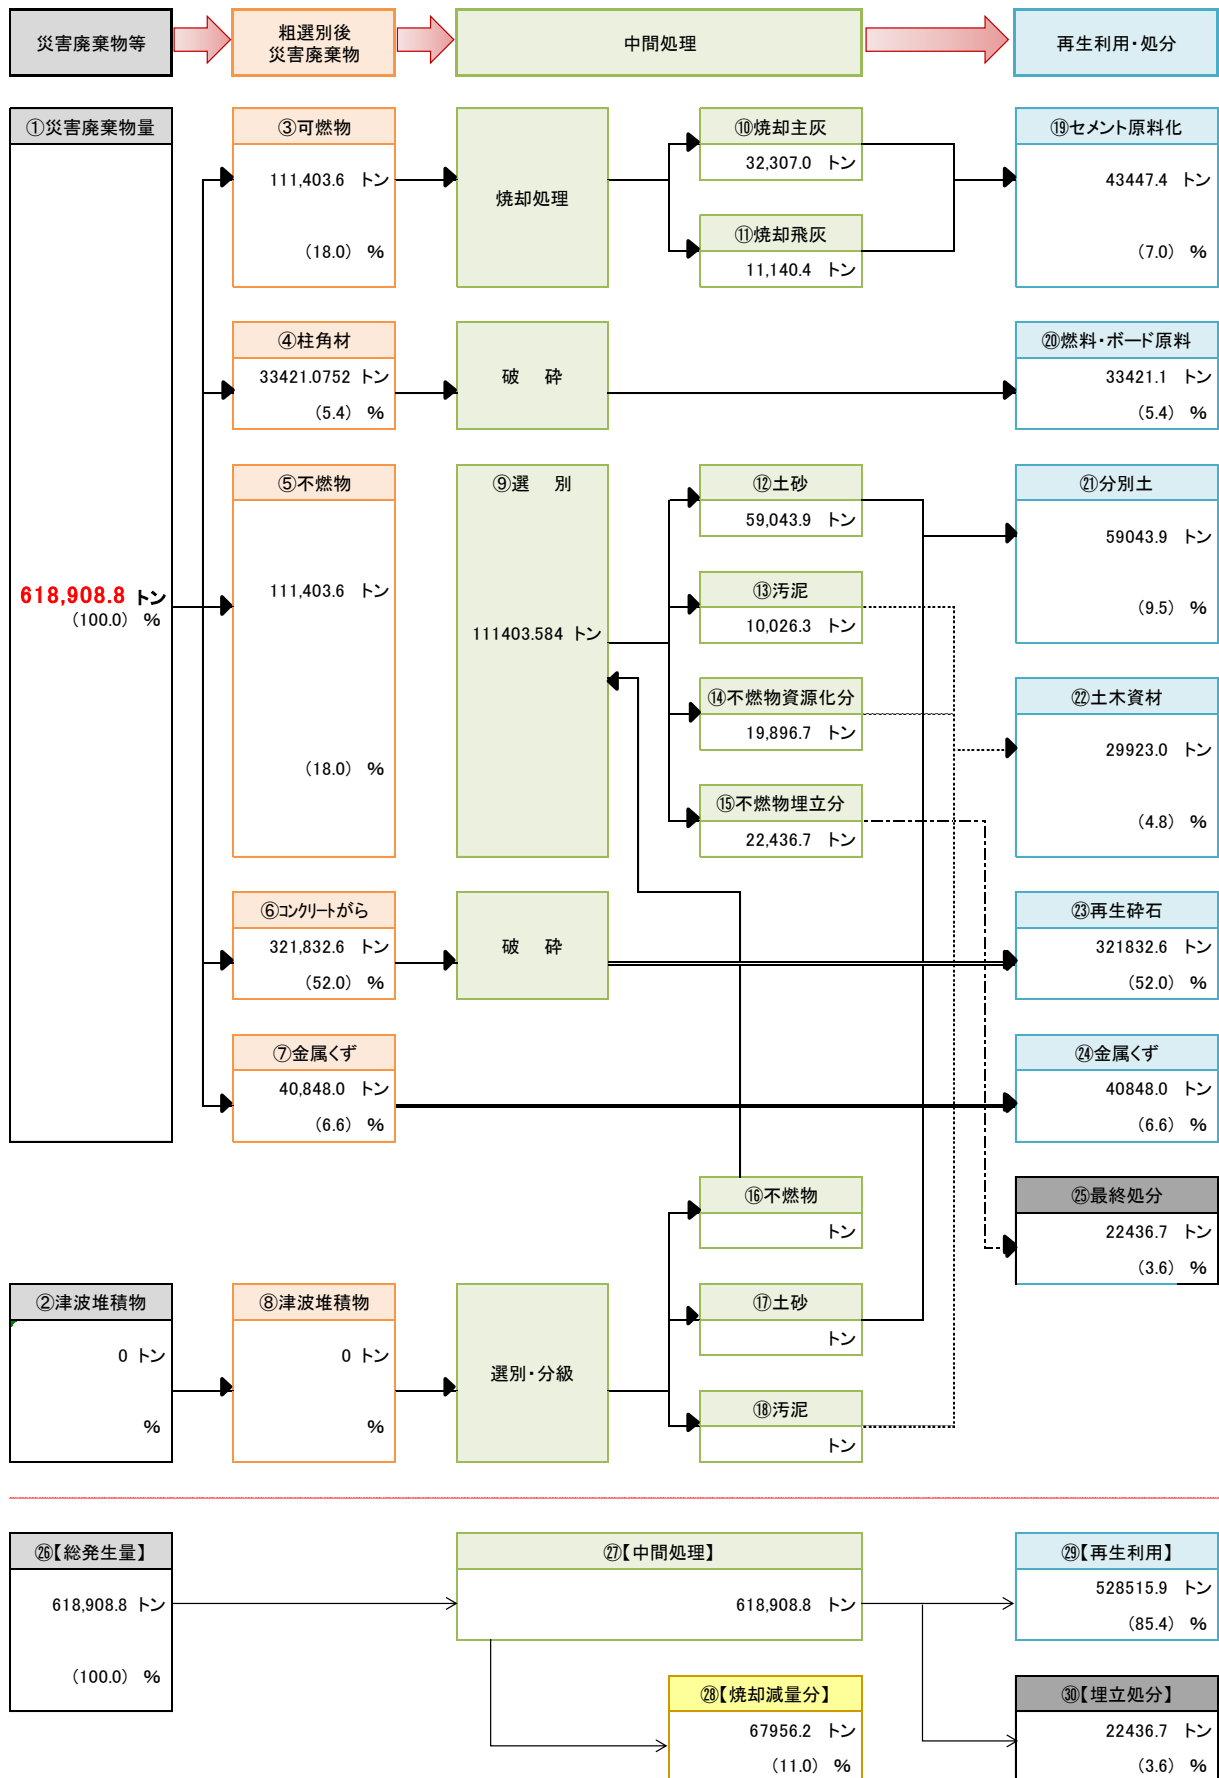 災害廃棄物等
粗選別後
災害廃棄物
中間処理
再生利用・処分
①災害廃棄物量
618,908.8 トン
(100.0) %
③可燃物
111,403.6 トン
(18.0) %
焼却処理
⑩焼却主灰
32,307.0 トン
⑪焼却飛灰
11,140.4 トン
⑲セメント原料化
43447.4 トン
(7.0) %
④柱角材
33421.0752 トン
(5.4) %
破 砕
⑳燃料・ボード原料
33421.1 トン
(5.4) %
⑤不燃物
111,403.6 トン
(18.0) %
⑨選 別
111403.584 トン
⑫土砂
59,043.9 トン
⑬汚泥
10,026.3 トン
⑭不燃物資源化分
19,896.7 トン
⑮不燃物埋立分
22,436.7 トン
㉑分別土
59043.9 トン
(9.5) %
㉒土木資材
29923.0 トン
(4.8) %
⑥コンクリートがら
321,832.6 トン
(52.0) %
破 砕
㉓再生砕石
321832.6 トン
(52.0) %
⑦金属くず
40,848.0 トン
(6.6) %
㉔金属くず
40848.0 トン
(6.6) %
⑯不燃物
トン
㉕最終処分
22436.7 トン
(3.6) %
②津波堆積物
0 トン
%
⑧津波堆積物
0 トン
%
選別・分級
⑰土砂
トン
⑱汚泥
トン
㉖【総発生量】
618,908.8 トン
(100.0) %
㉗【中間処理】
618,908.8 トン
㉙【再生利用】
528515.9 トン
(85.4) %
㉘【焼却減量分】
67956.2 トン
(11.0) %
㉚【埋立処分】
22436.7 トン
(3.6) %